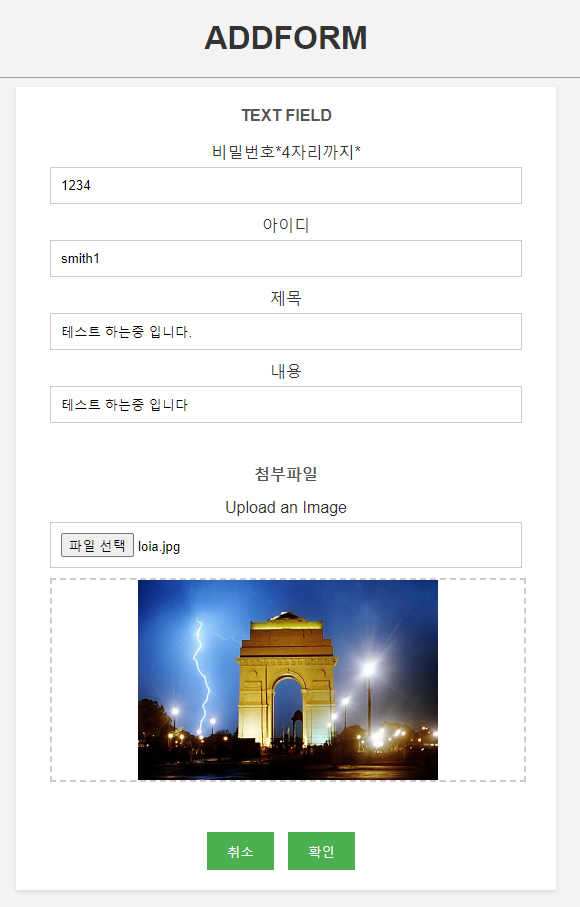 ADDFORM
TEXT FIELD
비밀번호*4자리까지*
1234
아이디
smith1
제목
테스트 하는중 입니다.
내용
테스트 하는중 입니다
첨부파일
Upload an Image
파일 선택 loia.jpg
취소 확인